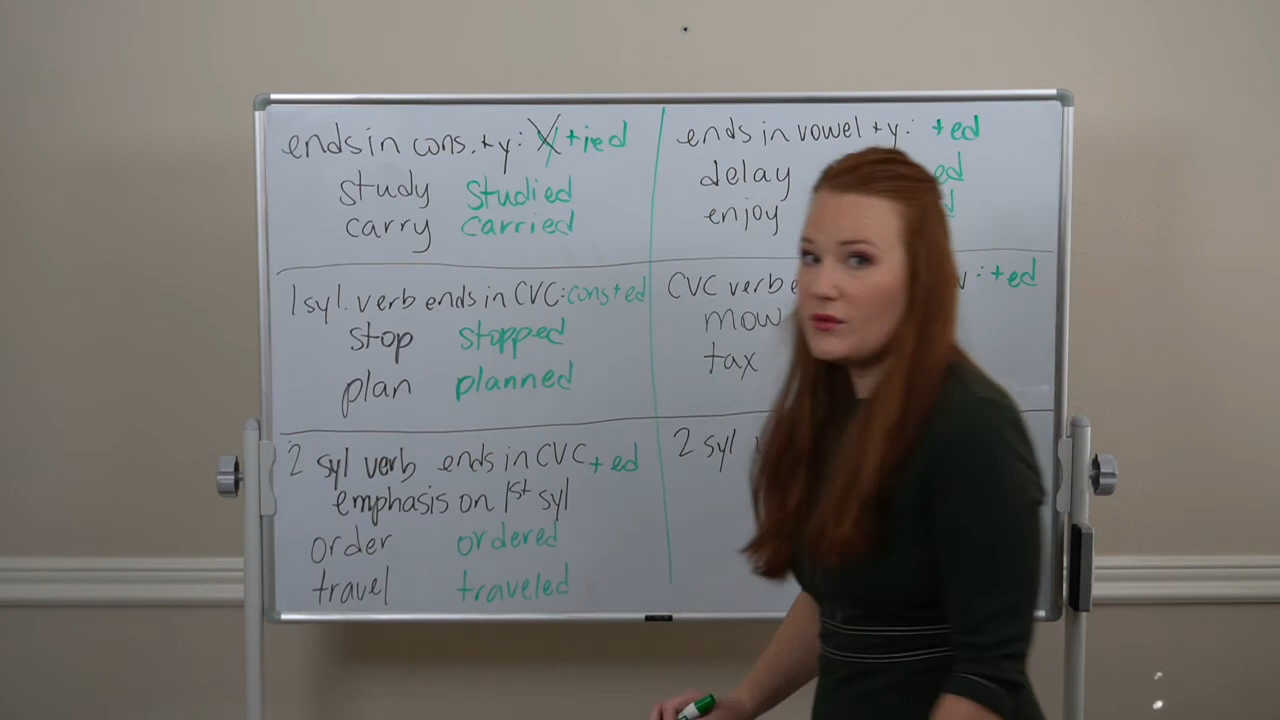 ends in cons. + y: y +ied
study studied
carry carried
ends in vowel + y: +ed
delay ed
enjoy d
1 syl. verb ends in CVC: cons+ed
stop stopped
plan planned
CVC verb w: +ed
mow
tax
2 syl verb ends in CVC +ed
emphasis on 1st syl
order ordered
travel traveled
2 syl